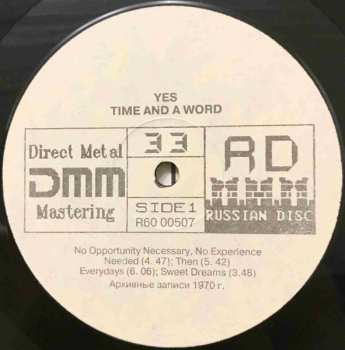 YES
TIME AND A WORD
Direct Metal
DMM
Mastering
33
SIDE 1
R60 00507
RD
RUSSIAN DISC
No Opportunity Necessary, No Experience
Needed (4. 47); Then (5. 42)
Everydays (6. 06); Sweet Dreams (3.48)
Архивные записи 1970 г.